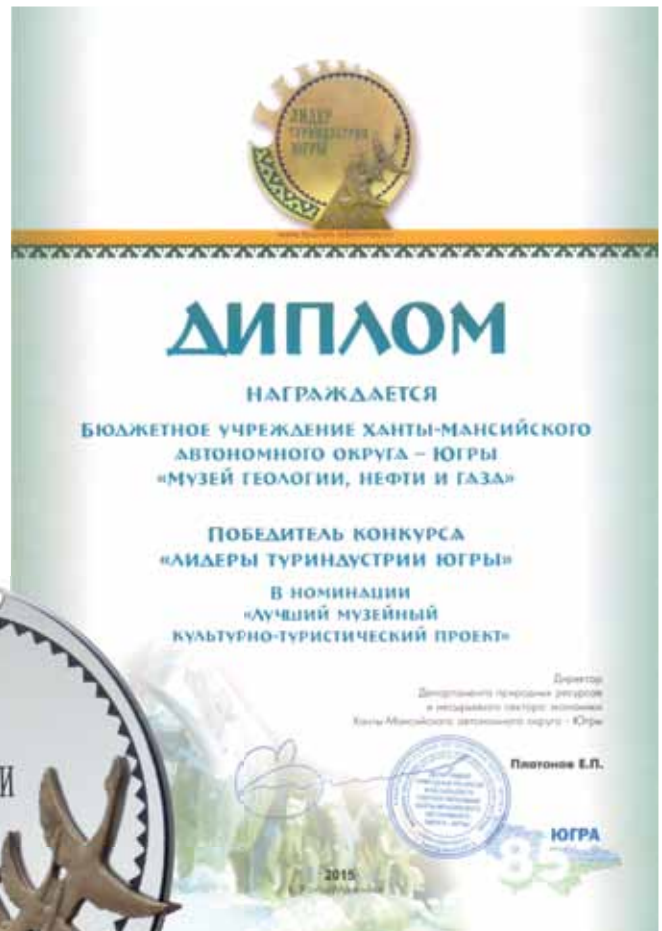 ЛИДЕР
ТУРИНДУСТРИИ
ЮГРЫ
ДИПЛОМ
НАГРАЖДАЕТСЯ
БЮДЖЕТНОЕ УЧРЕЖДЕНИЕ ХАНТЫ-МАНСИЙСКОГО
АВТОНОМНОГО ОКРУГА – ЮГРЫ
«МУЗЕЙ ГЕОЛОГИИ, НЕФТИ И ГАЗА»
ПОБЕДИТЕЛЬ КОНКУРСА
«ЛИДЕРЫ ТУРИНДУСТРИИ ЮГРЫ»
В НОМИНАЦИИ
«ЛУЧШИЙ МУЗЕЙНЫЙ
КУЛЬТУРНО-ТУРИСТИЧЕСКИЙ ПРОЕКТ»
Директор
Департамента природных ресурсов
и несырьевого сектора экономики
Ханты-Мансийского автономного округа - Югры
Платонов Е.П.
ЮГРА
85
2015
И